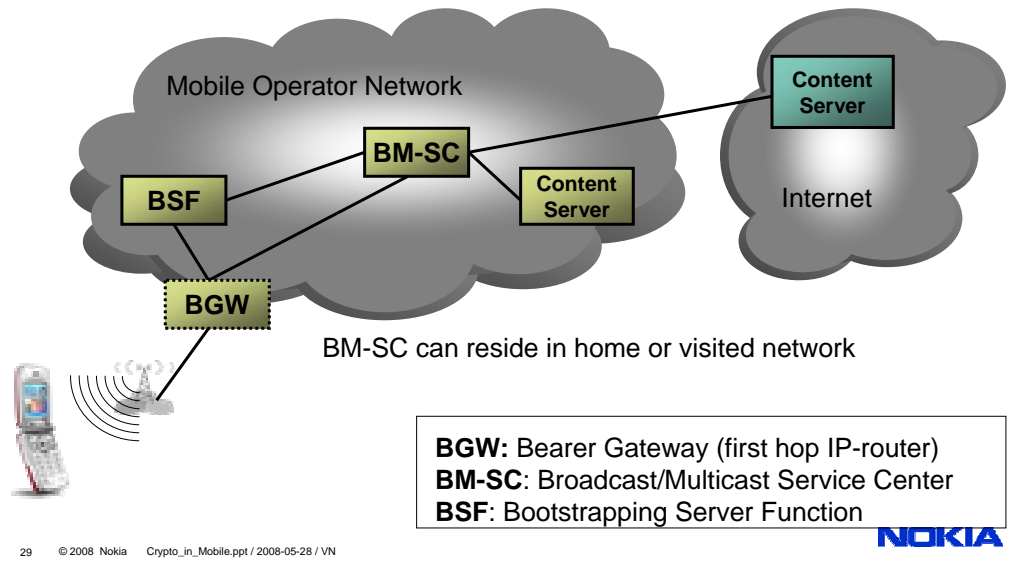 Mobile Operator Network
Content
Server
BM-SC
Content
Server
BSF
Internet
BGW
BM-SC can reside in home or visited network
BGW: Bearer Gateway (first hop IP-router)
BM-SC: Broadcast/Multicast Service Center
BSF: Bootstrapping Server Function
NOKIA
29 © 2008 Nokia Crypto_in_Mobile.ppt / 2008-05-28 / VN